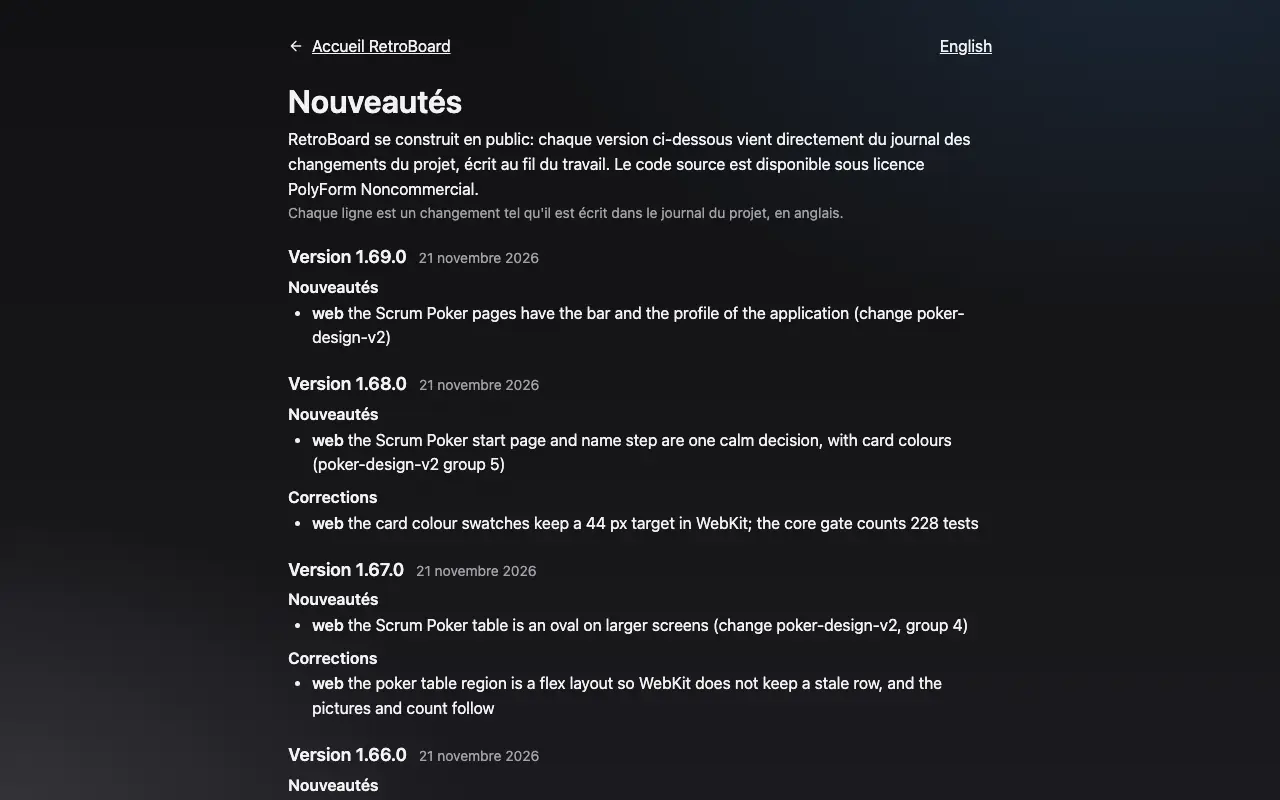 ← Accueil RetroBoard
English
Nouveautés
RetroBoard se construit en public: chaque version ci-dessous vient directement du journal des
changements du projet, écrit au fil du travail. Le code source est disponible sous licence
PolyForm Noncommercial.
Chaque ligne est un changement tel qu'il est écrit dans le journal du projet, en anglais.
Version 1.69.0 21 novembre 2026
Nouveautés
• web the Scrum Poker pages have the bar and the profile of the application (change poker-
design-v2)
Version 1.68.0 21 novembre 2026
Nouveautés
• web the Scrum Poker start page and name step are one calm decision, with card colours
(poker-design-v2 group 5)
Corrections
• web the card colour swatches keep a 44 px target in WebKit; the core gate counts 228 tests
Version 1.67.0 21 novembre 2026
Nouveautés
• web the Scrum Poker table is an oval on larger screens (change poker-design-v2, group 4)
Corrections
• web the poker table region is a flex layout so WebKit does not keep a stale row, and the
pictures and count follow
Version 1.66.0 21 novembre 2026
Nouveautés